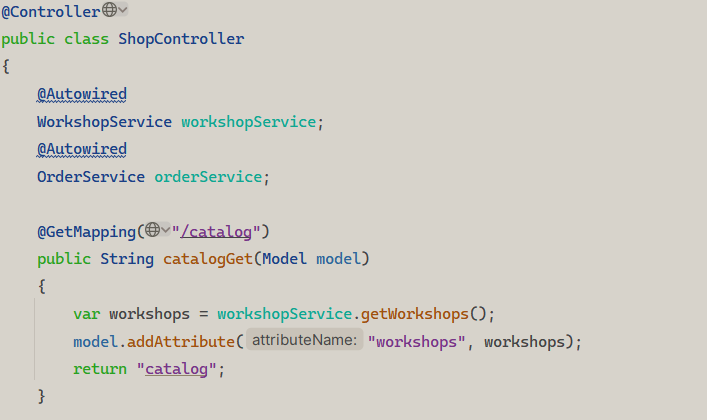 @Controller
public class ShopController
{
    @Autowired
    WorkshopService workshopService;
    @Autowired
    OrderService orderService;

    @GetMapping("/catalog")
    public String catalogGet(Model model)
    {
        var workshops = workshopService.getWorkshops();
        model.addAttribute( attributeName: "workshops", workshops);
        return "catalog";
    }